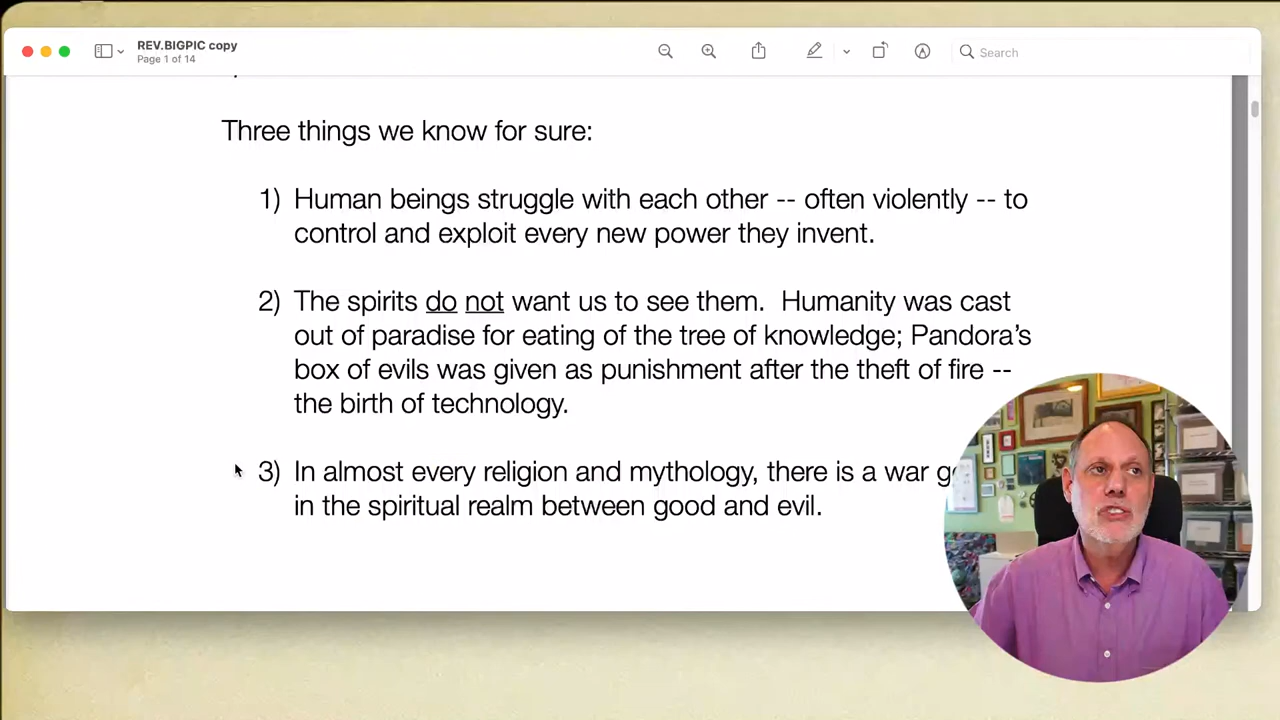 REV.BIGPIC copy
Page 1 of 14
Search
Three things we know for sure:
1) Human beings struggle with each other -- often violently -- to
control and exploit every new power they invent.
2) The spirits do not want us to see them. Humanity was cast
out of paradise for eating of the tree of knowledge; Pandora's
box of evils was given as punishment after the theft of fire --
the birth of technology.
3) In almost every religion and mythology, there is a war
in the spiritual realm between good and evil.